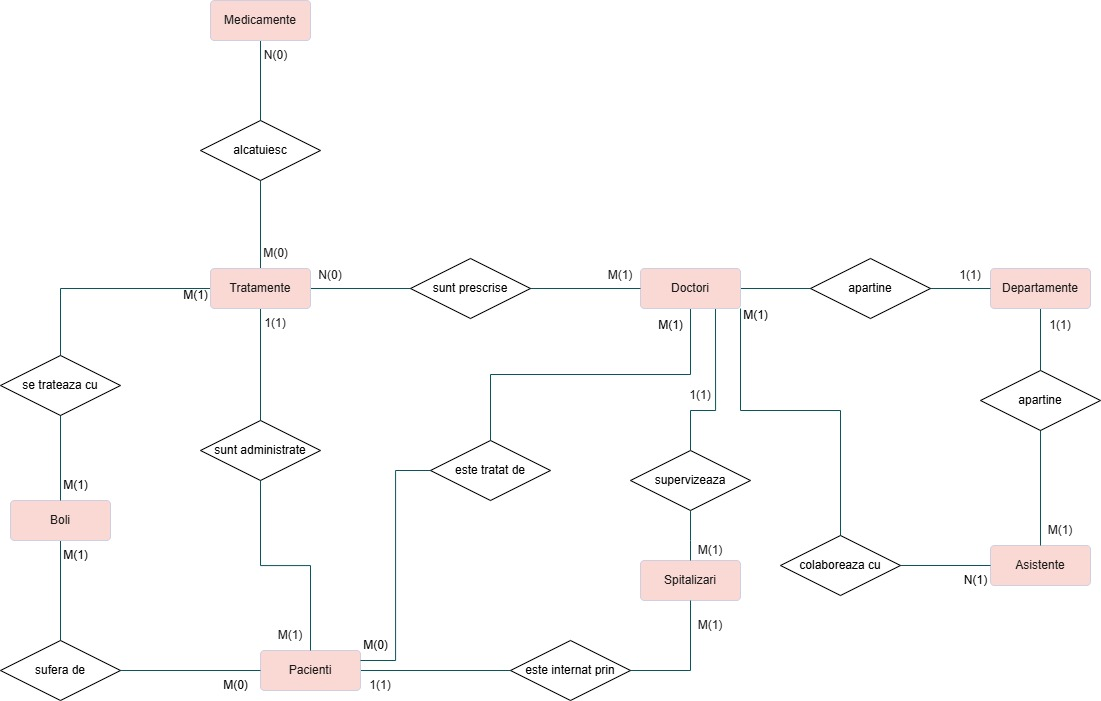 Medicamente
N(0)
alcatuiesc
M(0)
Tratamente
N(0)
sunt prescrise
M(1)
Doctori
apartine
1(1)
Departamente
M(1)
1(1)
M(1)
M(1)
1(1)
se trateaza cu
1(1)
apartine
sunt administrate
este tratat de
supervizeaza
M(1)
Boli
M(1)
M(1)
M(1)
Spitalizari
colaboreaza cu
N(1)
Asistente
M(1)
M(1)
M(0)
sufera de
M(0)
Pacienti
1(1)
este internat prin